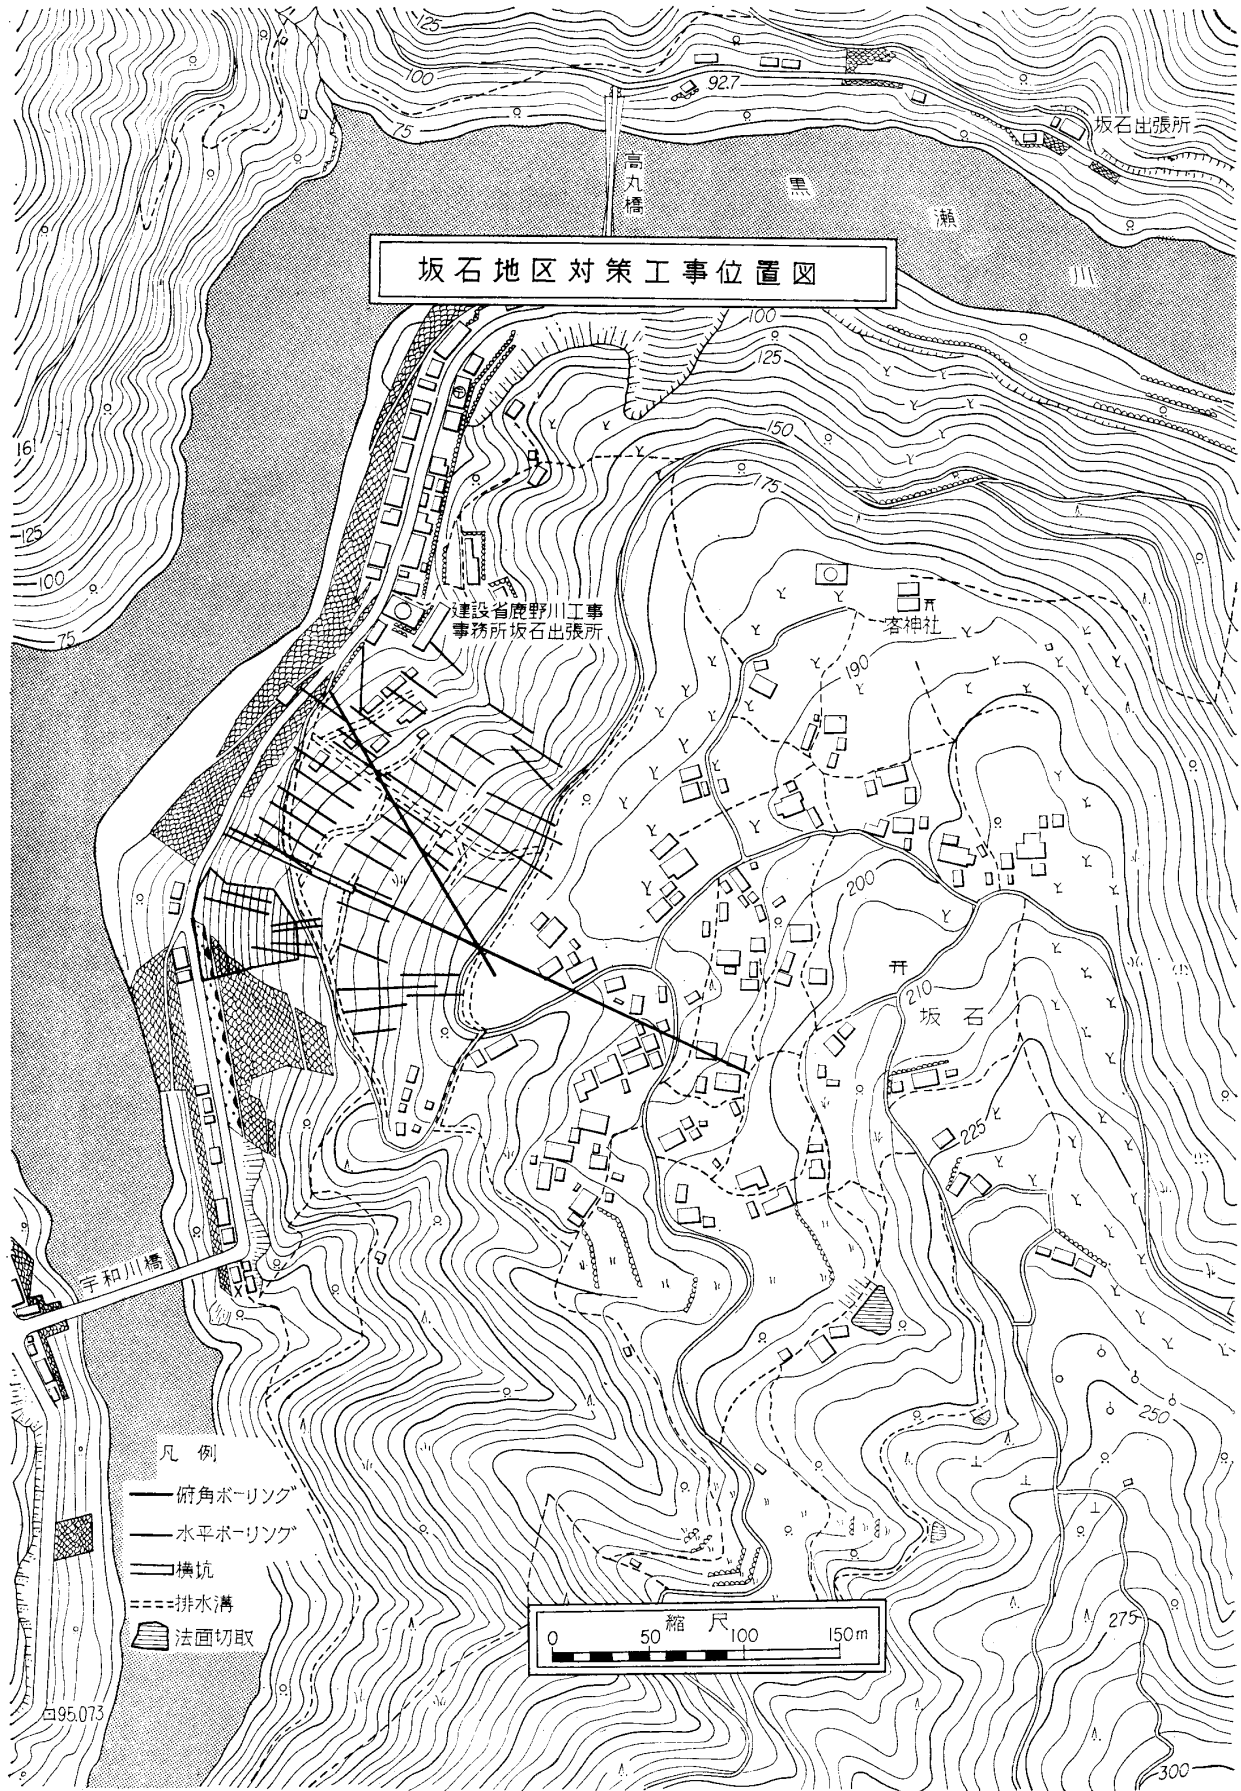 125
100
92.7
75
坂石出張所
高丸橋
黒瀬川
坂石地区対策工事位置図
100
125
150
161
175
125
100
75
建設省鹿野川工事
事務所坂石出張所
客神社
190
200
210
坂石
225
宇和川橋
250
凡例
俯角ボーリング
水平ボーリング
横坑
排水溝
法面切取
縮尺
0 50 100 150m
275
95.073
300